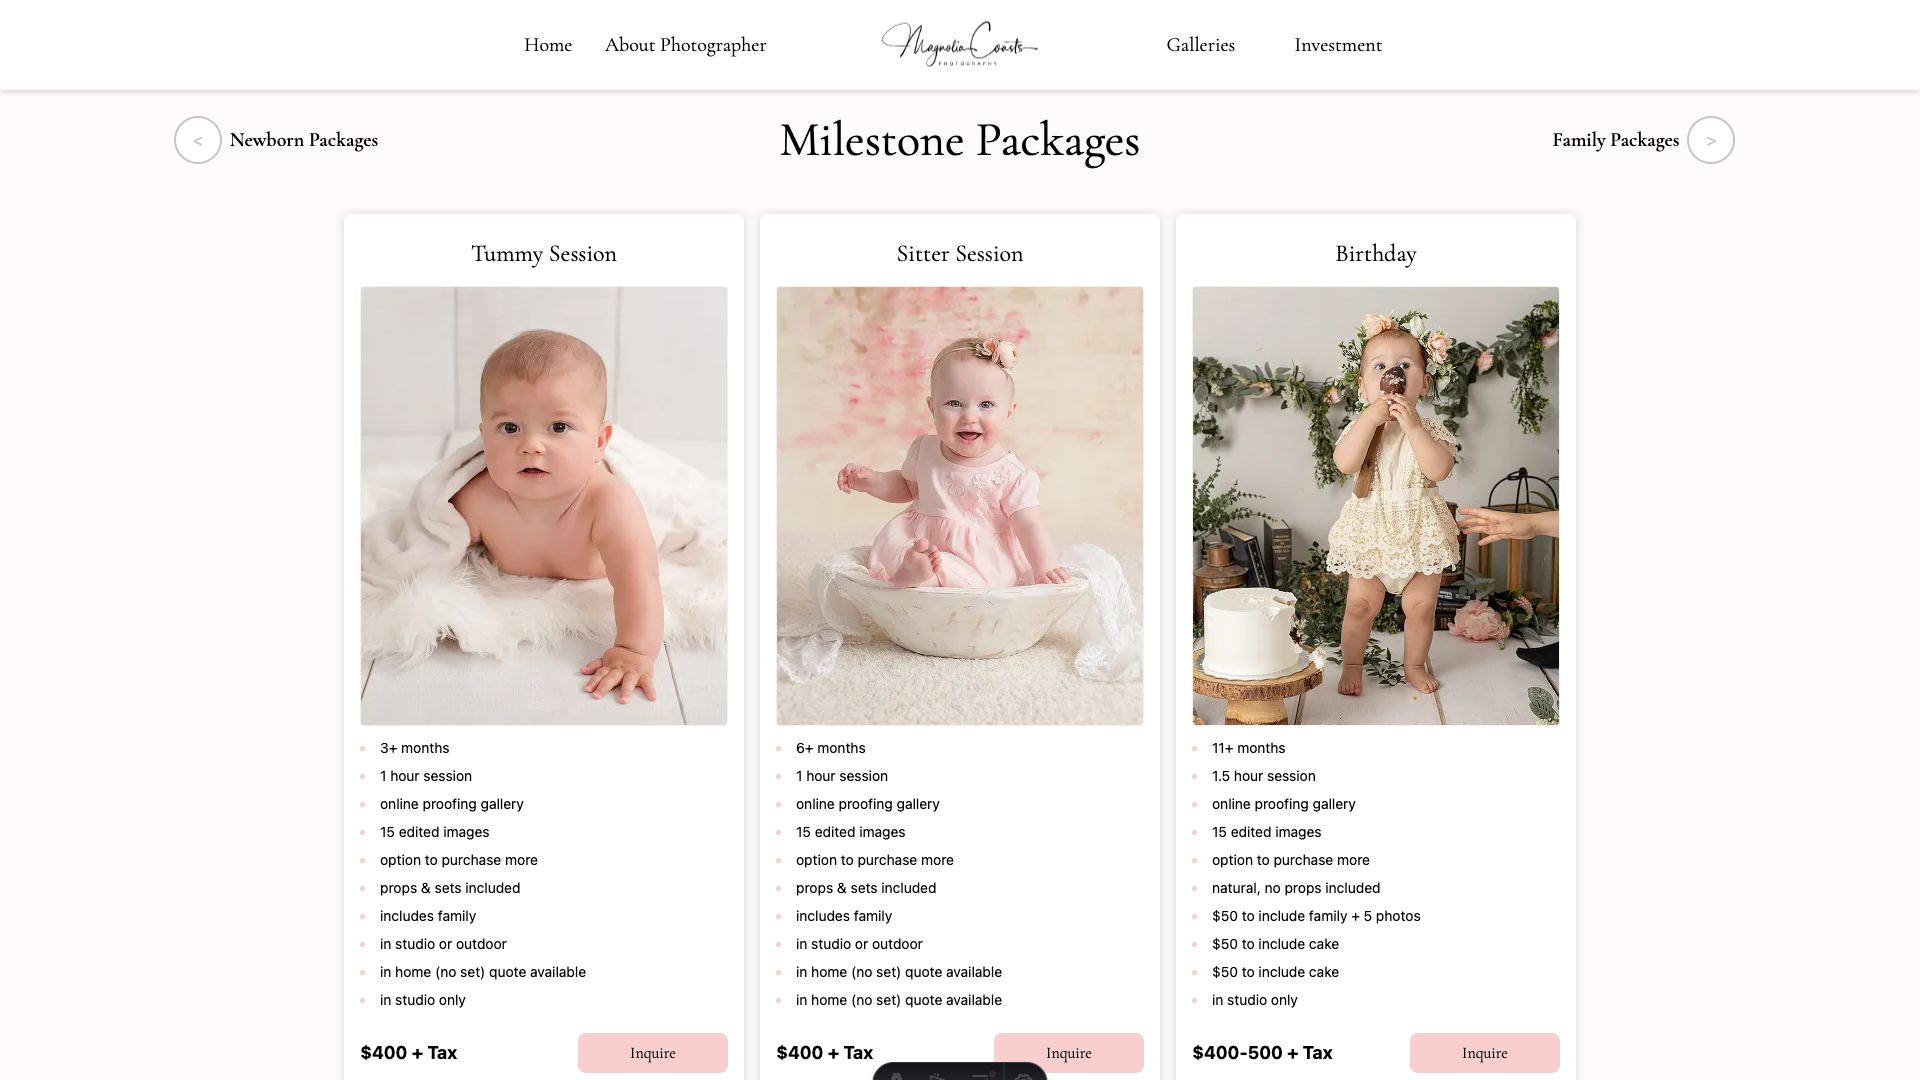 Home
About Photographer
Magnolia Coasts
PHOTOGRAPHY
Galleries
Investment
<
Newborn Packages
Milestone Packages
Family Packages
>
Tummy Session
3+ months
1 hour session
online proofing gallery
15 edited images
option to purchase more
props & sets included
includes family
in studio or outdoor
in home (no set) quote available
in studio only
$400 + Tax
Inquire
Sitter Session
6+ months
1 hour session
online proofing gallery
15 edited images
option to purchase more
props & sets included
includes family
in studio or outdoor
in home (no set) quote available
in home (no set) quote available
$400 + Tax
Inquire
Birthday
11+ months
1.5 hour session
online proofing gallery
15 edited images
option to purchase more
natural, no props included
$50 to include family + 5 photos
$50 to include cake
$50 to include cake
in studio only
$400-500 + Tax
Inquire